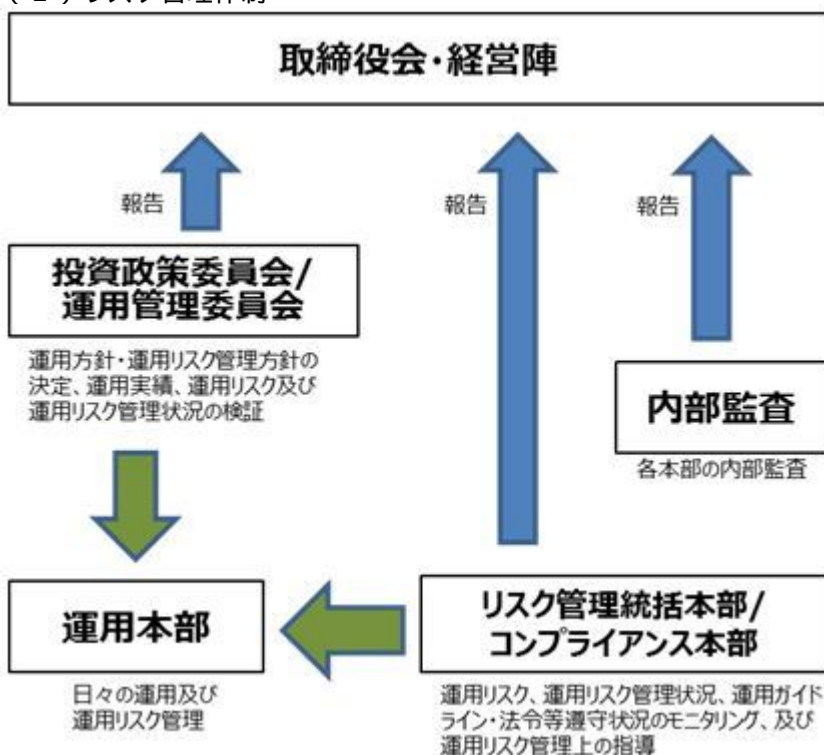 取締役会・経営陣
報告
報告
報告
投資政策委員会/
運用管理委員会
運用方針・運用リスク管理方針の
決定、運用実績、運用リスク及び
運用リスク管理状況の検証
内部監査
各本部の内部監査
運用本部
日々の運用及び
運用リスク管理
リスク管理統括本部/
コンプライアンス本部
運用リスク、運用リスク管理状況、運用ガイド
ライン・法令等遵守状況のモニタリング、及び
運用リスク管理上の指導